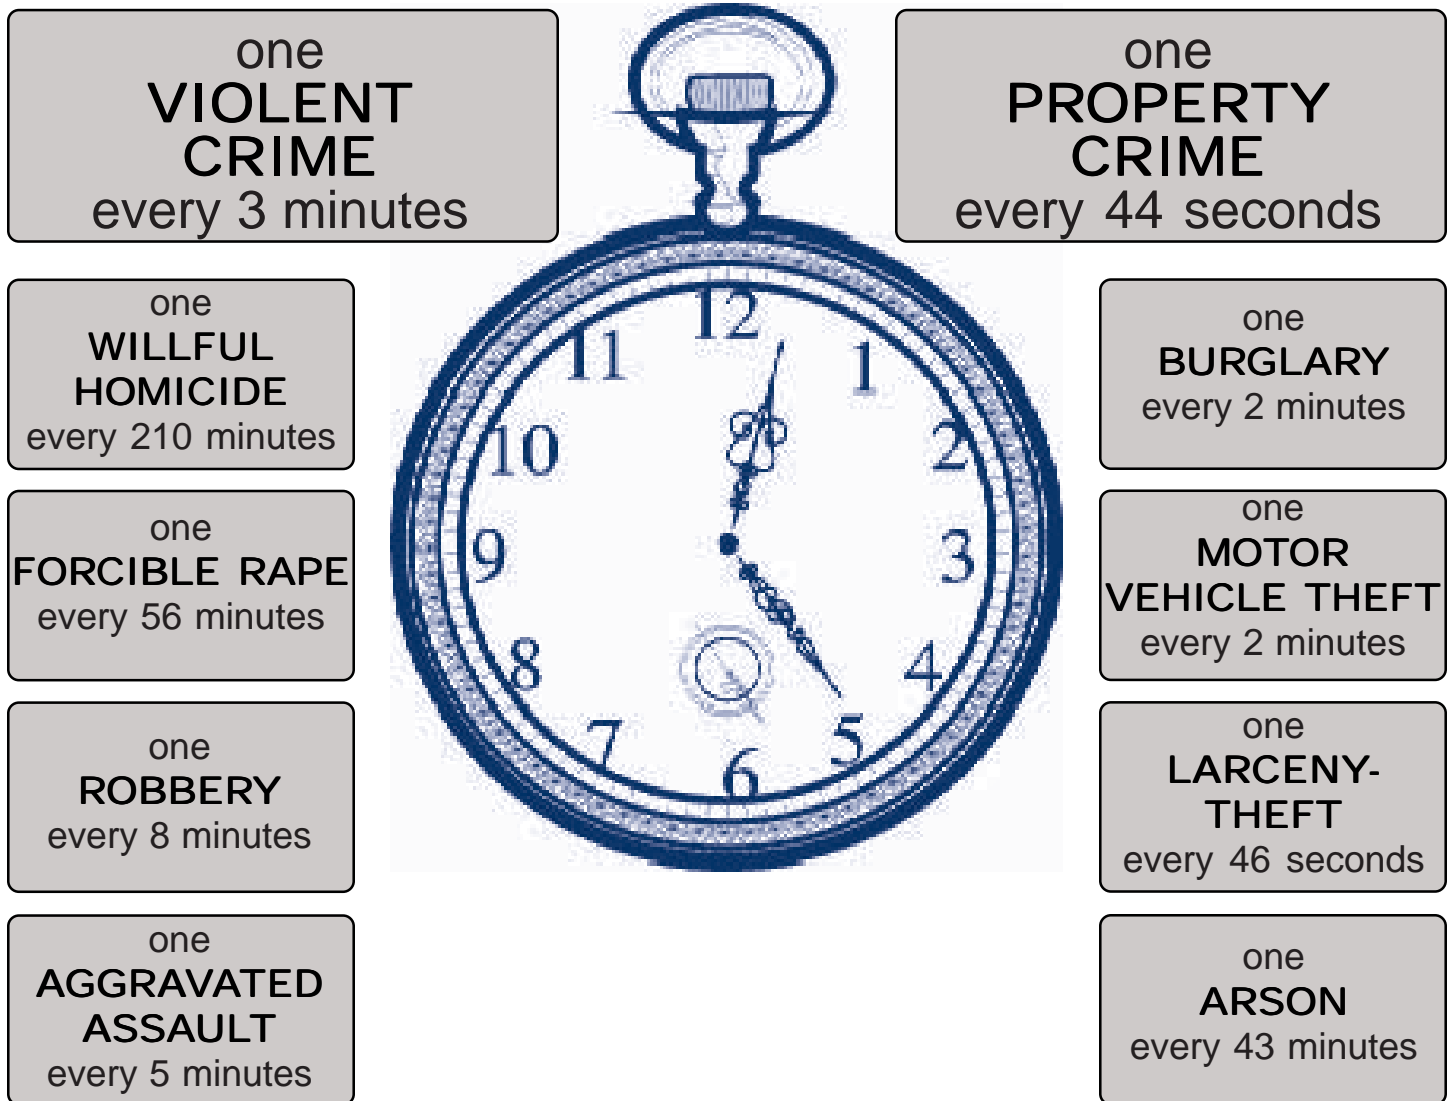 one
VIOLENT
CRIME
every 3 minutes
one
PROPERTY
CRIME
every 44 seconds
one
WILLFUL
HOMICIDE
every 210 minutes
one
FORCIBLE RAPE
every 56 minutes
one
ROBBERY
every 8 minutes
one
AGGRAVATED
ASSAULT
every 5 minutes
12
1
2
3
4
5
6
7
8
9
10
11
one
BURGLARY
every 2 minutes
one
MOTOR
VEHICLE THEFT
every 2 minutes
one
LARCENY-
THEFT
every 46 seconds
one
ARSON
every 43 minutes